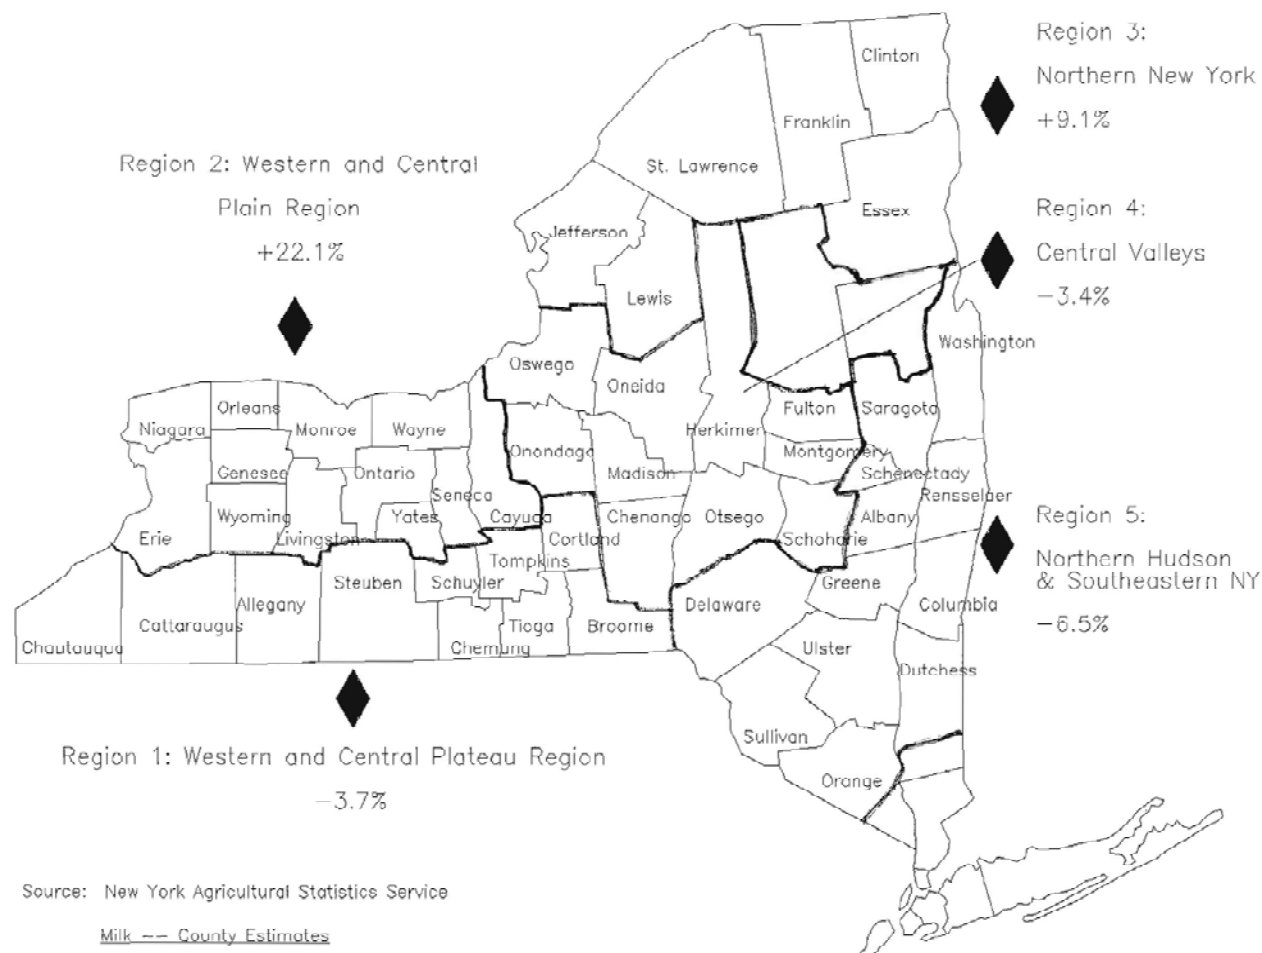 Region 3:
Northern New York
+9.1%
Region 2: Western and Central
Plain Region
+22.1%
Region 4:
Central Valleys
−3.4%
Clinton
Franklin
St. Lawrence
Essex
Jefferson
Lewis
Washington
Oswego
Oneida
Orleans
Niagara
Monroe
Wayne
Fulton
Saratoga
Herkimer
Onondaga
Montgomery
Genesee
Ontario
Madison
Schenectady
Seneca
Rensselaer
Wyoming
Yates
Cayuga
Chenango
Otsego
Albany
Erie
Livingston
Cortland
Schoharie
Tompkins
Steuben
Schuyler
Greene
Allegany
Delaware
Columbia
Cattaraugus
Tioga
Broome
Chautauqua
Chemung
Ulster
Dutchess
Sullivan
Orange
Region 5:
Northern Hudson
& Southeastern NY
−6.5%
Region 1: Western and Central Plateau Region
−3.7%
Source: New York Agricultural Statistics Service
Milk −− County Estimates